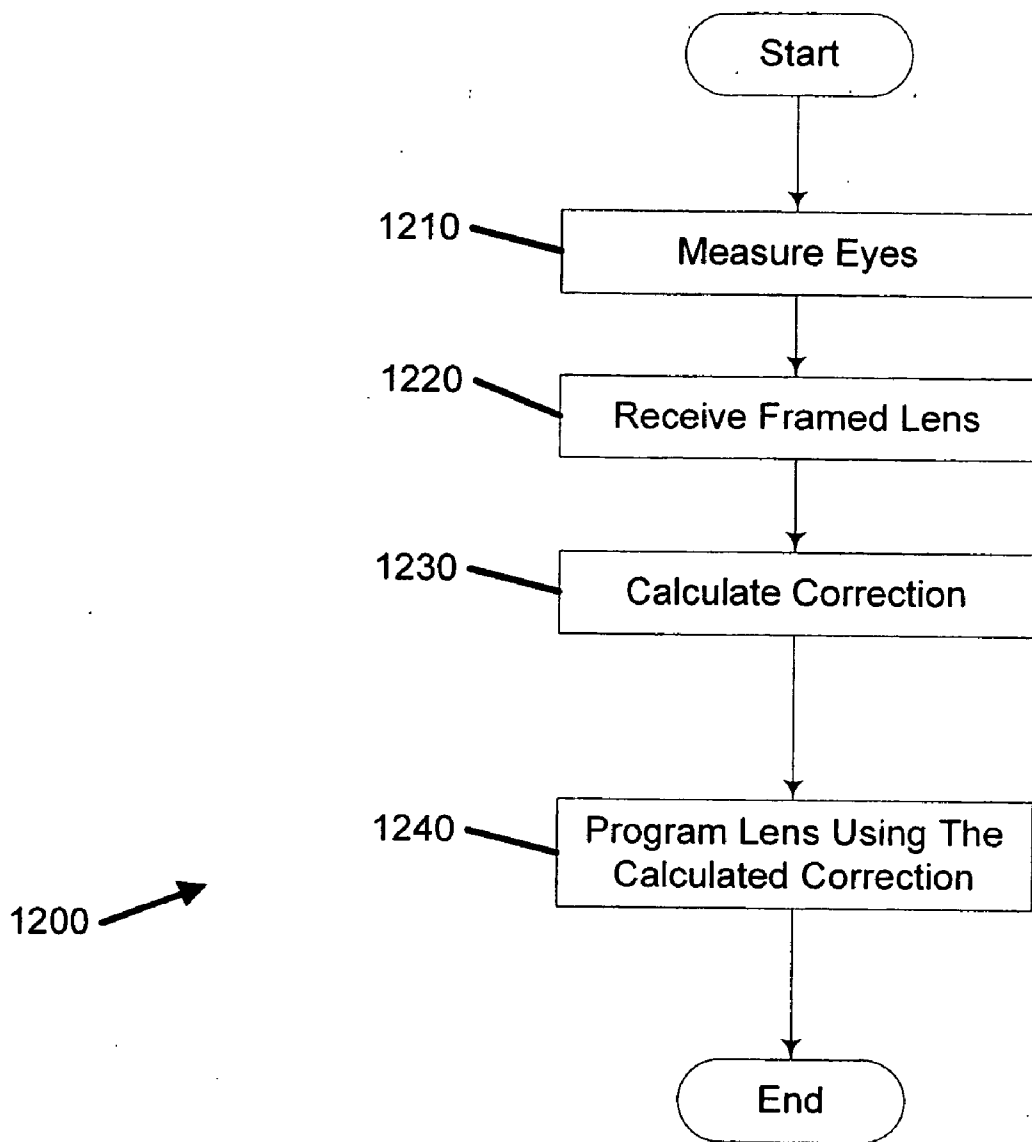 Start
1210
Measure Eyes
1220
Receive Framed Lens
1230
Calculate Correction
1240
Program Lens Using The
Calculated Correction
1200
End